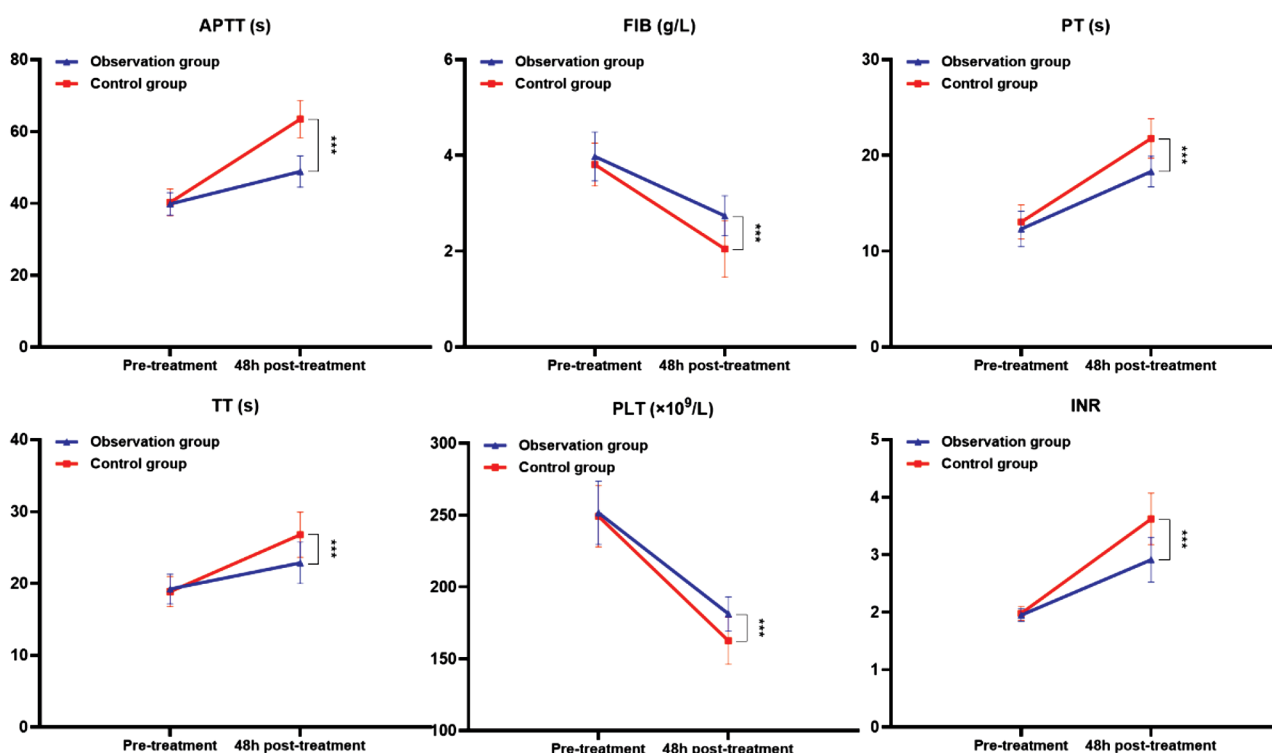 APTT (s)
80
60
40
20
0
Observation group
Control group
***
Pre-treatment
48h post-treatment
FIB (g/L)
6
4
2
0
Observation group
Control group
***
Pre-treatment
48h post-treatment
PT (s)
30
20
10
0
Observation group
Control group
***
Pre-treatment
48h post-treatment
TT (s)
40
30
20
10
0
Observation group
Control group
***
Pre-treatment
48h post-treatment
PLT (×10⁹/L)
300
250
200
150
100
Observation group
Control group
***
Pre-treatment
48h post-treatment
INR
5
4
3
2
1
0
Observation group
Control group
***
Pre-treatment
48h post-treatment